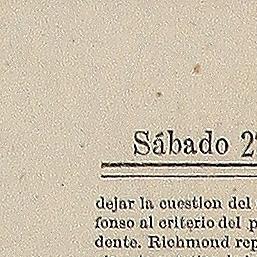 Sábado 2
dejar la cuestion del
fonso al criterio del
dente. Richmond rep